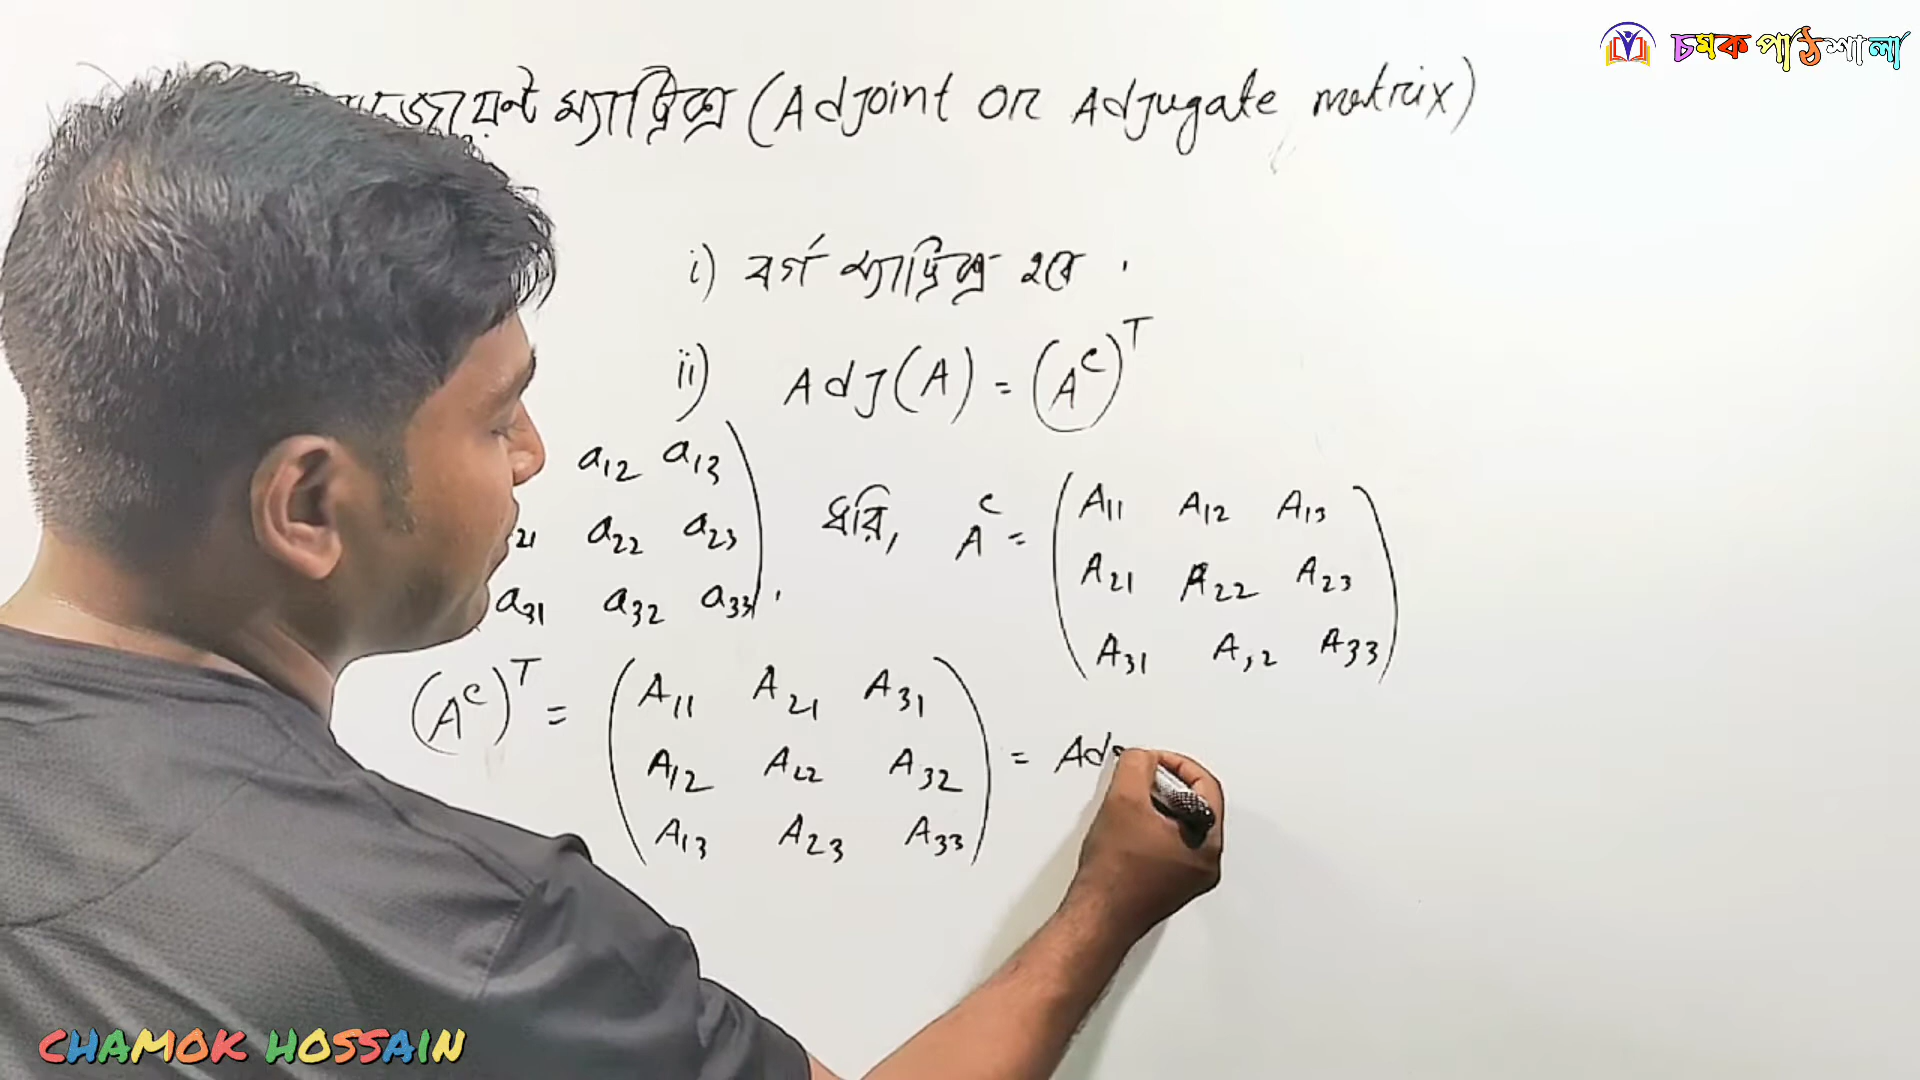 চমক পাঠশালা
ম্যাট্রিক্স (Adjoint or Adjugate matrix)
i) বর্গ ম্যাট্রিক্স হবে .
ii) Adj(A) = (A^c)^T
a12 a13
21 a22 a23
a31 a32 a33 .
ধরি, A^c =
A11 A12 A13
A21 A22 A23
A31 A32 A33
(A^c)^T =
A11 A21 A31
A12 A22 A32
A13 A23 A33
= Ad
CHAMOK HOSSAIN